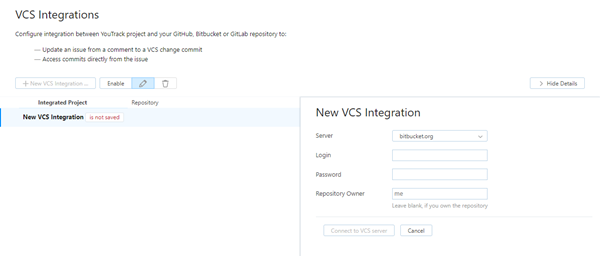 VCS Integrations
Configure integration between YouTrack project and your GitHub, Bitbucket or GitLab repository to:
— Update an issue from a comment to a VCS change commit
— Access commits directly from the issue
+ New VCS Integration ...
Enable
> Hide Details
Integrated Project Repository
New VCS Integration is not saved
New VCS Integration
Server bitbucket.org
Login
Password
Repository Owner me
Leave blank, if you own the repository
Connect to VCS server Cancel